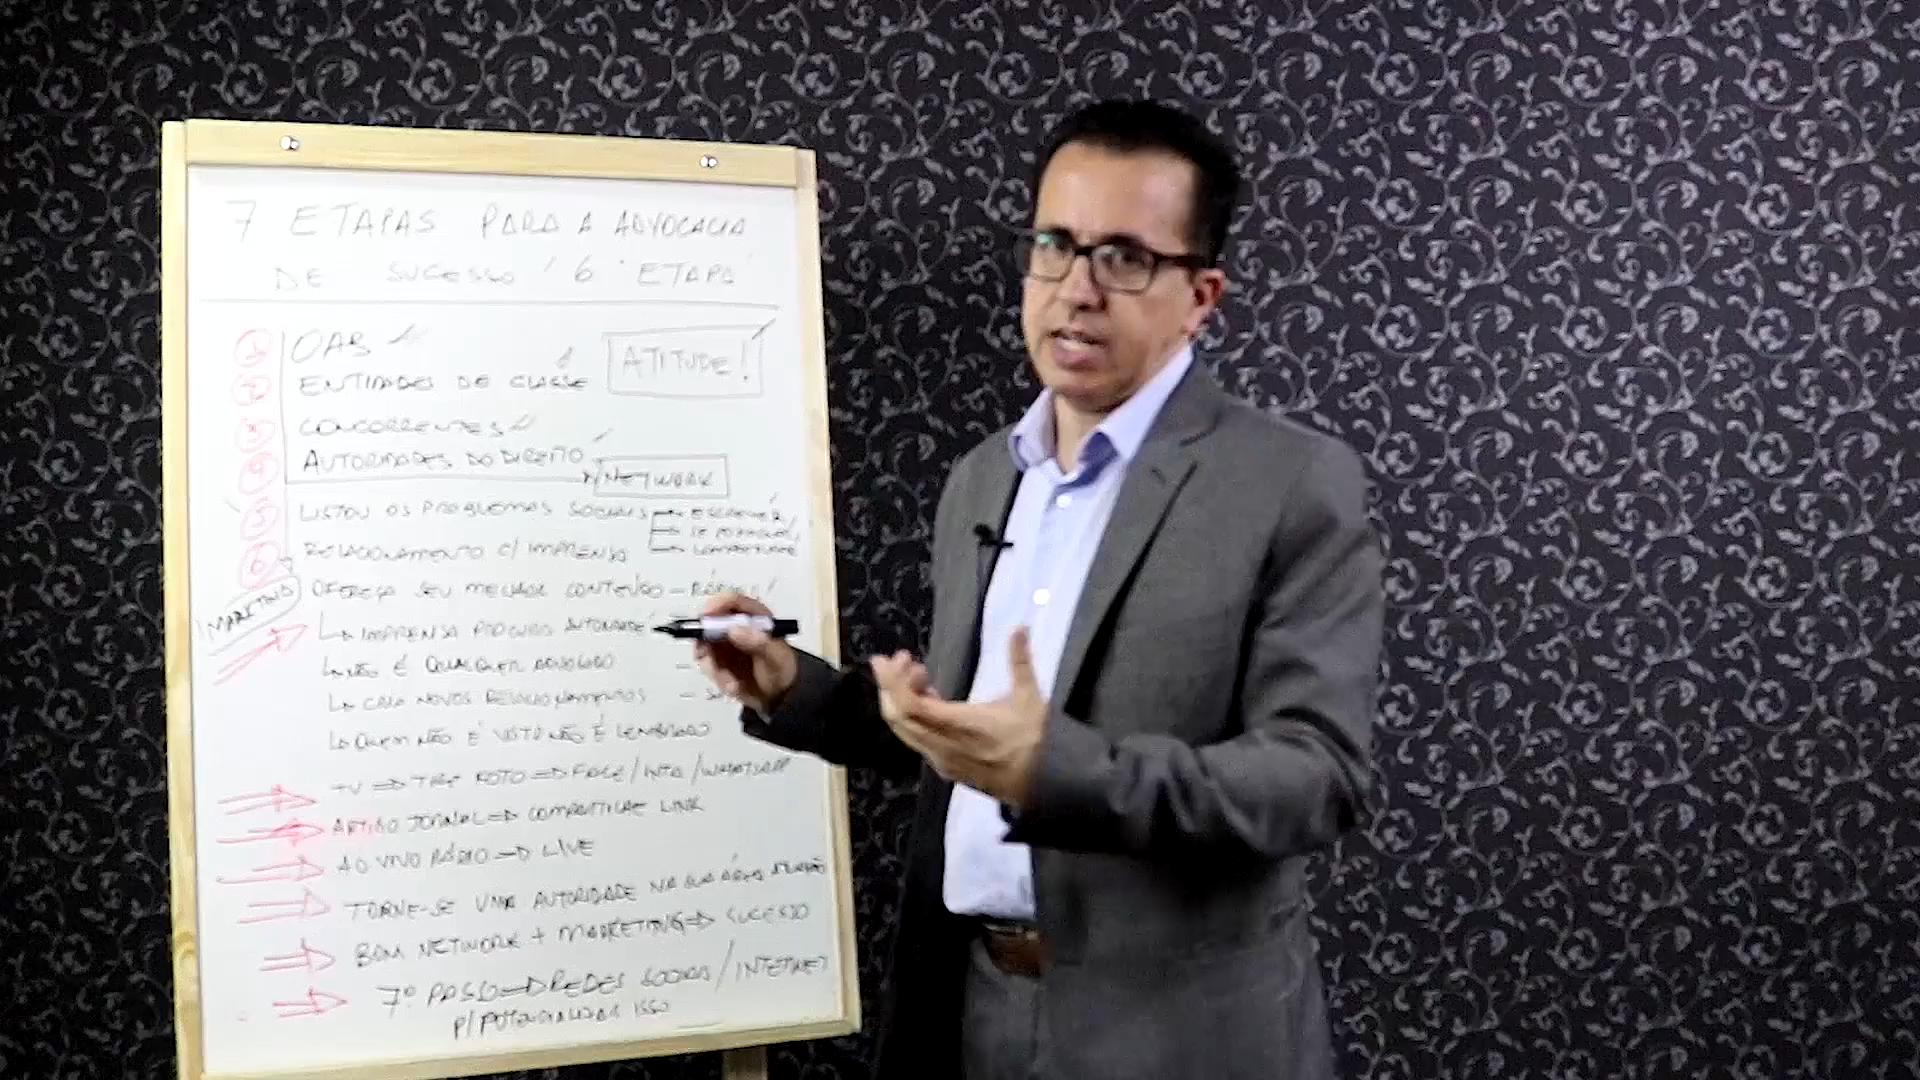 7 ETAPAS PARA A ADVOCACIA
DE SUCESSO 6 ETAPA
OAB
ATITUDE!
ENTIDADES DE CLASSE
CONCORRENTES
AUTORIDADES DO DIREITO
NETWORK
LISTOU OS PROBLEMAS SOCIAIS ESCREVER
RELACIONAMENTO C/ IMPRENSA
MARKETING
OFEREÇA SEU MELHOR CONTEÚDO -
A IMPRENSA PROCURA AUTORIDADE
NÃO É QUALQUER ADVOGADO -
CRIA NOVOS RELACIONAMENTOS -
QUEM NÃO É VISTO NÃO É LEMBRADO
TV => TIRE FOTO => FACE/INSTA/WHATSAPP
ARTIGO JORNAL => COMPARTILHE LINK
AO VIVO RÁDIO => LIVE
TORNE-SE UMA AUTORIDADE NA SUA ÁREA ATUAÇÃO
BOM NETWORK + MARKETING => SUCESSO
7º PASSO => REDES SOCIAIS/INTERNET
P/ POTENCIALIZAR ISSO